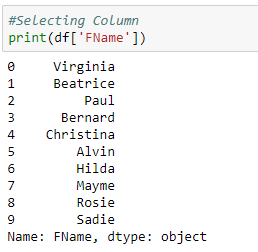 #Selecting Column
print(df['FName'])
0     Virginia
1     Beatrice
2         Paul
3      Bernard
4    Christina
5        Alvin
6        Hilda
7        Mayme
8        Rosie
9        Sadie
Name: FName, dtype: object